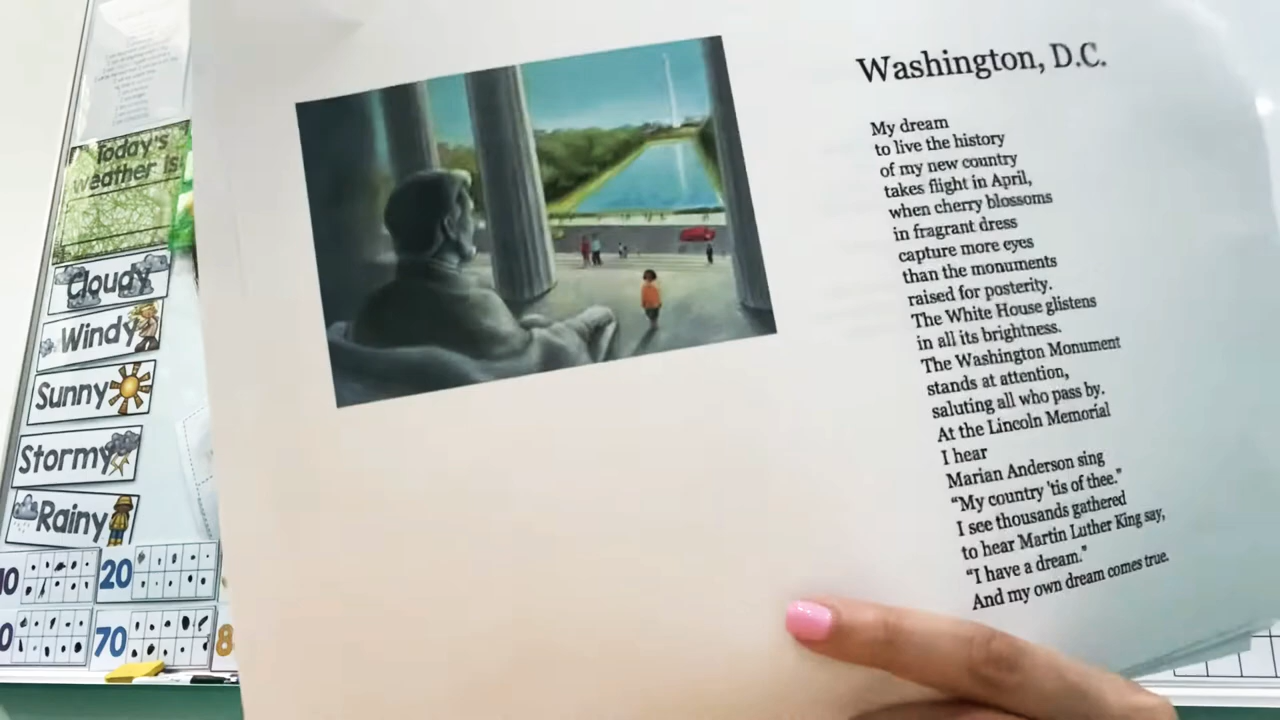 Today's
weather is
Cloudy
Windy
Sunny
Stormy
Rainy
10
20
0
70
8
Washington, D.C.
My dream
to live the history
of my new country
takes flight in April,
when cherry blossoms
in fragrant dress
capture more eyes
than the monuments
raised for posterity.
The White House glistens
in all its brightness.
The Washington Monument
stands at attention,
saluting all who pass by.
At the Lincoln Memorial
I hear
Marian Anderson sing
“My country 'tis of thee.”
I see thousands gathered
to hear Martin Luther King say,
“I have a dream.”
And my own dream comes true.